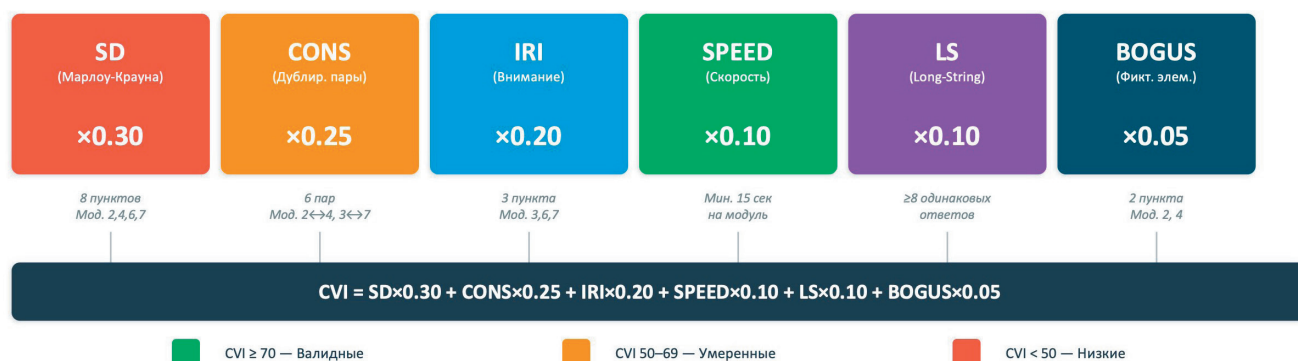 SD
(Марлоу-Крауна)
×0.30
CONS
(Дублир. пары)
×0.25
IRI
(Внимание)
×0.20
SPEED
(Скорость)
×0.10
LS
(Long-String)
×0.10
BOGUS
(Фикт. элем.)
×0.05
8 пунктов
Мод. 2,4,6,7
6 пар
Мод. 2↔4, 3↔7
3 пункта
Мод. 3,6,7
Мин. 15 сек
на модуль
≥8 одинаковых
ответов
2 пункта
Мод. 2, 4
CVI = SD×0.30 + CONS×0.25 + IRI×0.20 + SPEED×0.10 + LS×0.10 + BOGUS×0.05
CVI ≥ 70 — Валидные
CVI 50–69 — Умеренные
CVI < 50 — Низкие